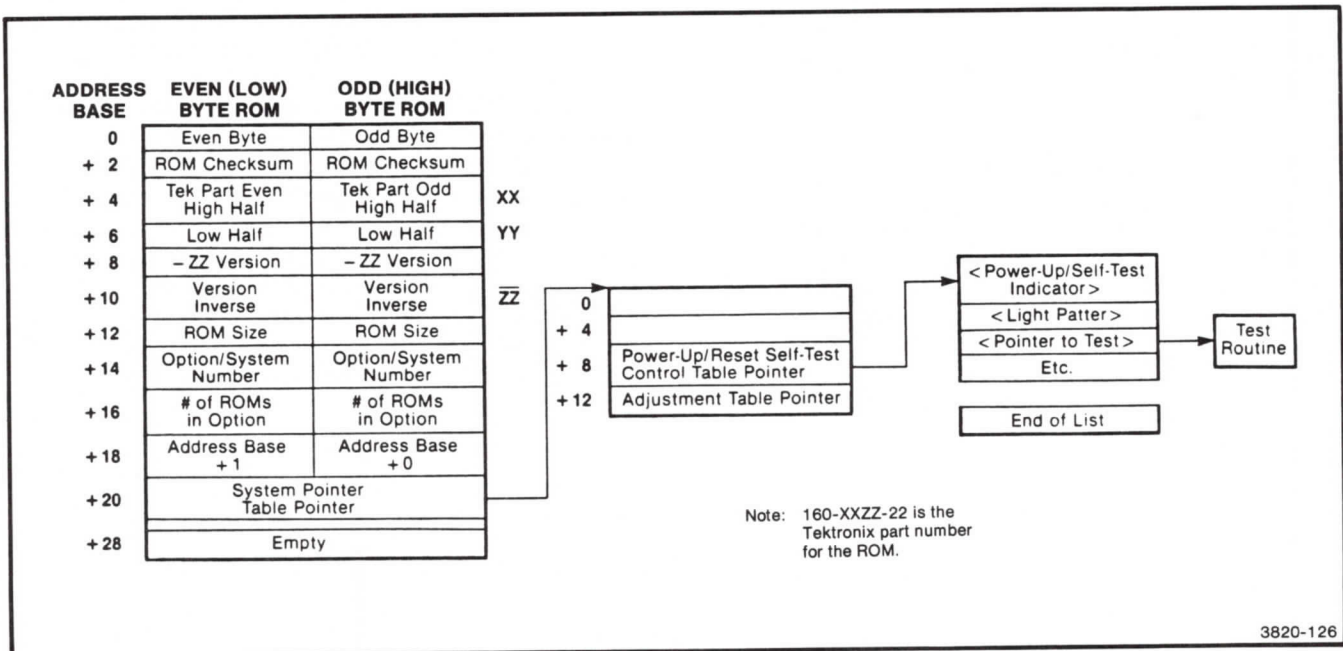 ADDRESS BASE EVEN (LOW) BYTE ROM ODD (HIGH) BYTE ROM
0 Even Byte Odd Byte
+ 2 ROM Checksum ROM Checksum
+ 4 Tek Part Even High Half Tek Part Odd High Half XX
+ 6 Low Half Low Half YY
+ 8 – ZZ Version – ZZ Version
+10 Version Inverse Version Inverse Z̅Z̅
+12 ROM Size ROM Size
+14 Option/System Number Option/System Number
+16 # of ROMs in Option # of ROMs in Option
+18 Address Base + 1 Address Base + 0
+20 System Pointer Table Pointer
+28 Empty
0
+ 4
+ 8 Power-Up/Reset Self-Test Control Table Pointer
+12 Adjustment Table Pointer
< Power-Up/Self-Test Indicator >
< Light Patter >
< Pointer to Test >
Etc.
End of List
Test Routine
Note: 160-XXZZ-22 is the
Tektronix part number
for the ROM.
3820-126